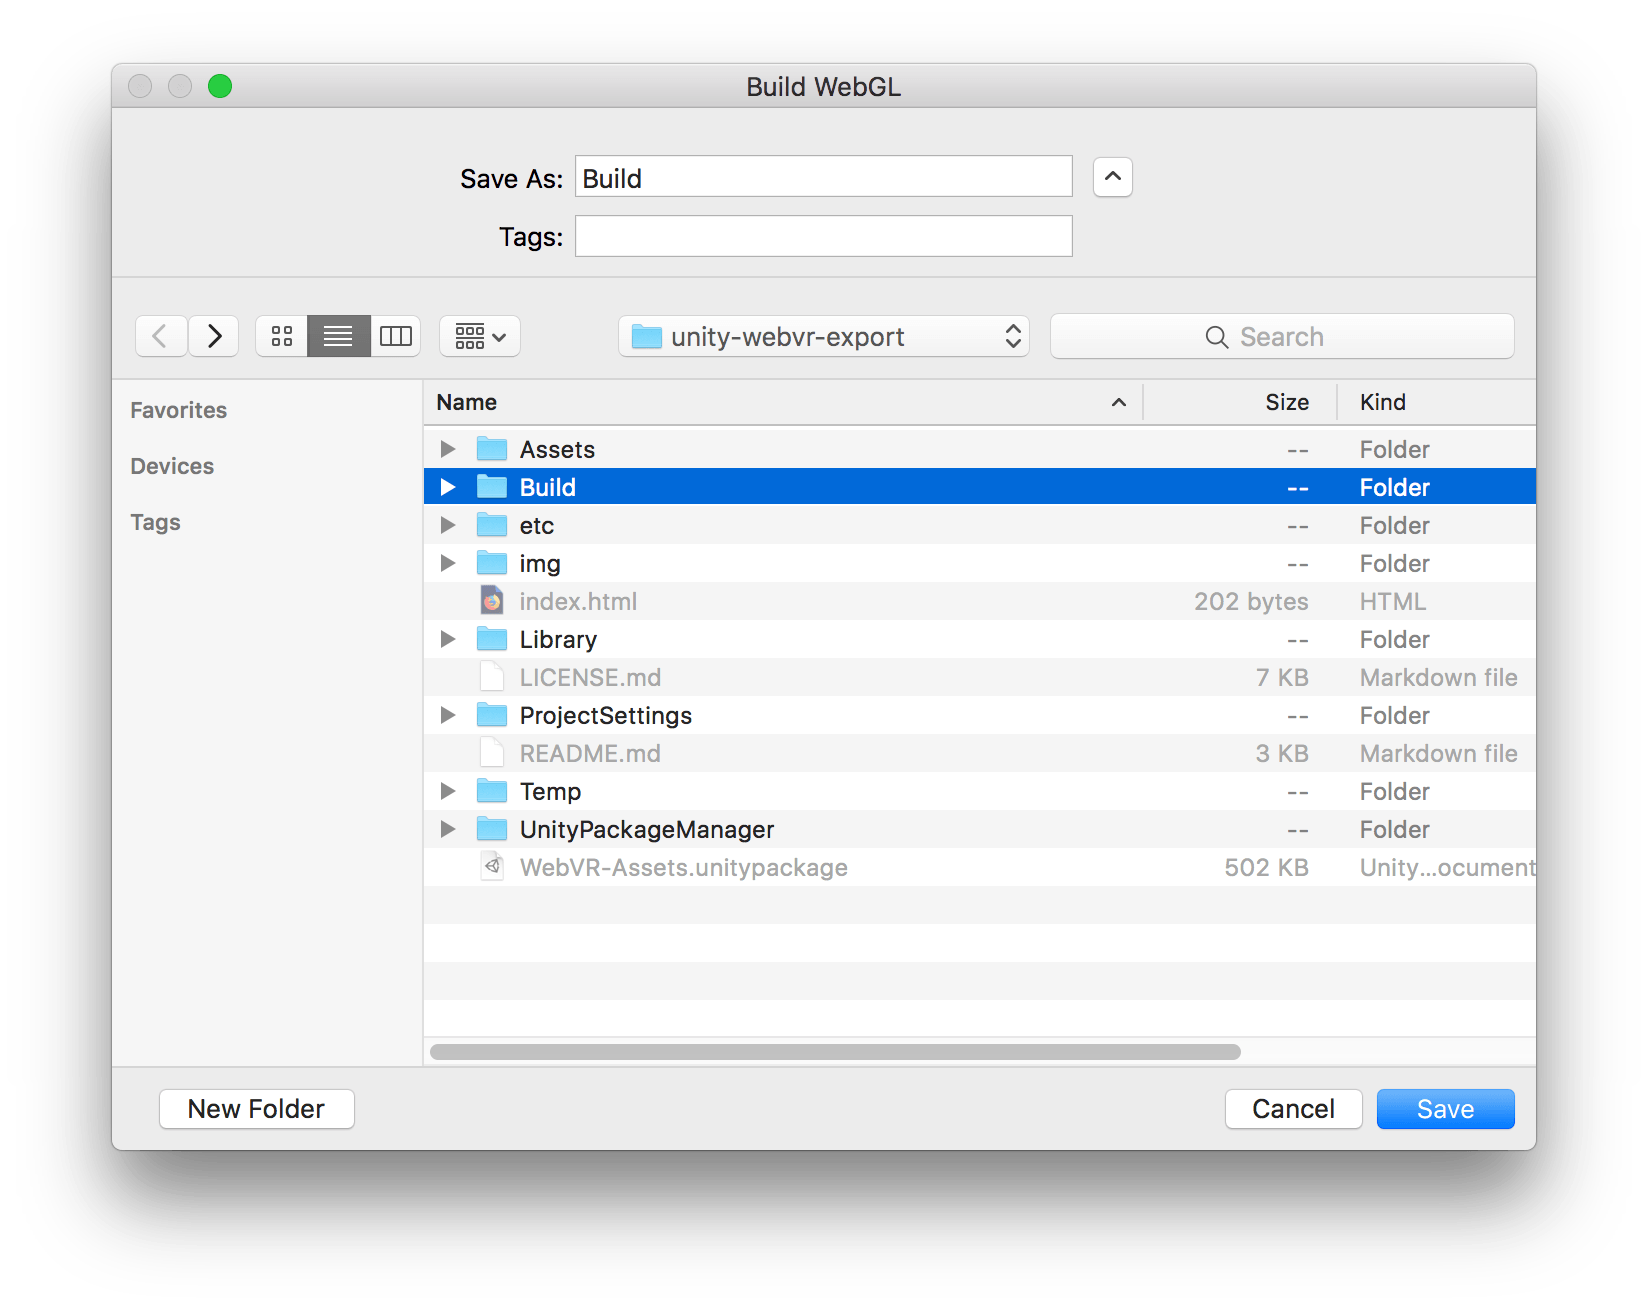 Build WebGL
Save As: Build
Tags:
unity-webvr-export Search
Favorites
Devices
Tags
Name Size Kind
Assets -- Folder
Build -- Folder
etc -- Folder
img -- Folder
index.html 202 bytes HTML
Library -- Folder
LICENSE.md 7 KB Markdown file
ProjectSettings -- Folder
README.md 3 KB Markdown file
Temp -- Folder
UnityPackageManager -- Folder
WebVR-Assets.unitypackage 502 KB Unity...ocument
New Folder Cancel Save